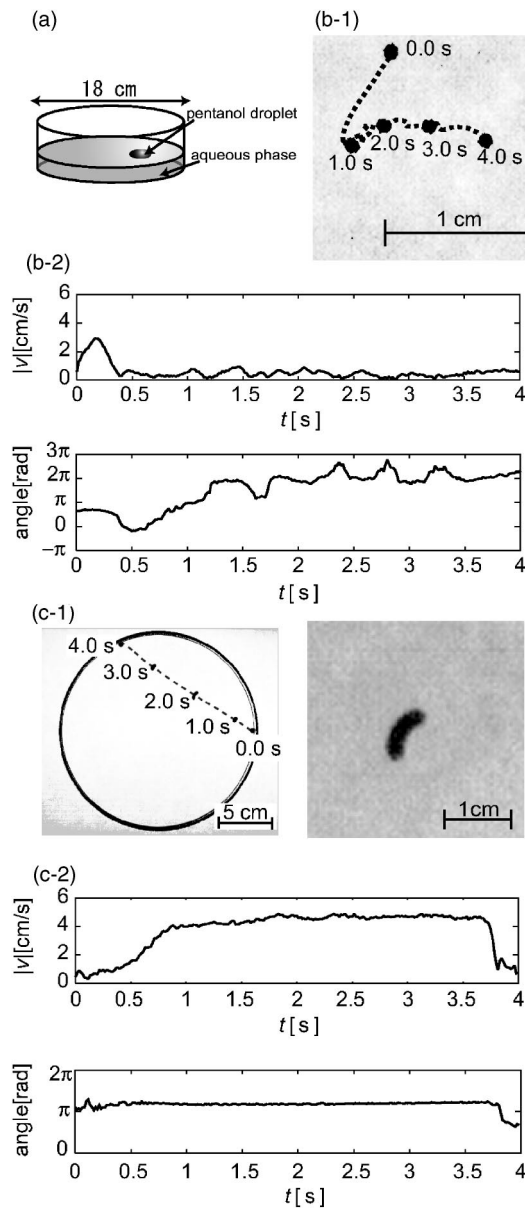 (a)
18 cm
pentanol droplet
aqueous phase
(b-1)
0.0 s
1.0 s
2.0 s
3.0 s
4.0 s
1 cm
(b-2)
|v|[cm/s]
6
4
2
0
0 0.5 1 1.5 2 2.5 3 3.5 4
t[s]
angle[rad]
3π
2π
π
0
−π
0 0.5 1 1.5 2 2.5 3 3.5 4
t[s]
(c-1)
4.0 s
3.0 s
2.0 s
1.0 s
0.0 s
5 cm
1cm
(c-2)
|v|[cm/s]
6
4
2
0
0 0.5 1 1.5 2 2.5 3 3.5 4
t[s]
angle[rad]
2π
π
0
0 0.5 1 1.5 2 2.5 3 3.5 4
t[s]